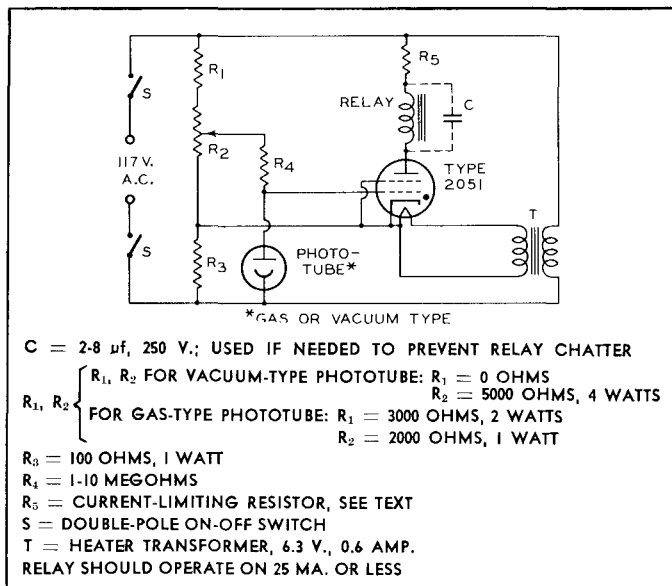 R1
R5
S
RELAY
C
R2
R4
117 V.
A.C.
TYPE
2051
T
S
R3
PHOTO-
TUBE*
*GAS OR VACUUM TYPE
C = 2-8 µf, 250 V.; USED IF NEEDED TO PREVENT RELAY CHATTER
R1, R2 { R1, R2 FOR VACUUM-TYPE PHOTOTUBE: R1 = 0 OHMS
R2 = 5000 OHMS, 4 WATTS
FOR GAS-TYPE PHOTOTUBE: R1 = 3000 OHMS, 2 WATTS
R2 = 2000 OHMS, 1 WATT
R3 = 100 OHMS, 1 WATT
R4 = 1-10 MEGOHMS
R5 = CURRENT-LIMITING RESISTOR, SEE TEXT
S = DOUBLE-POLE ON-OFF SWITCH
T = HEATER TRANSFORMER, 6.3 V., 0.6 AMP.
RELAY SHOULD OPERATE ON 25 MA. OR LESS